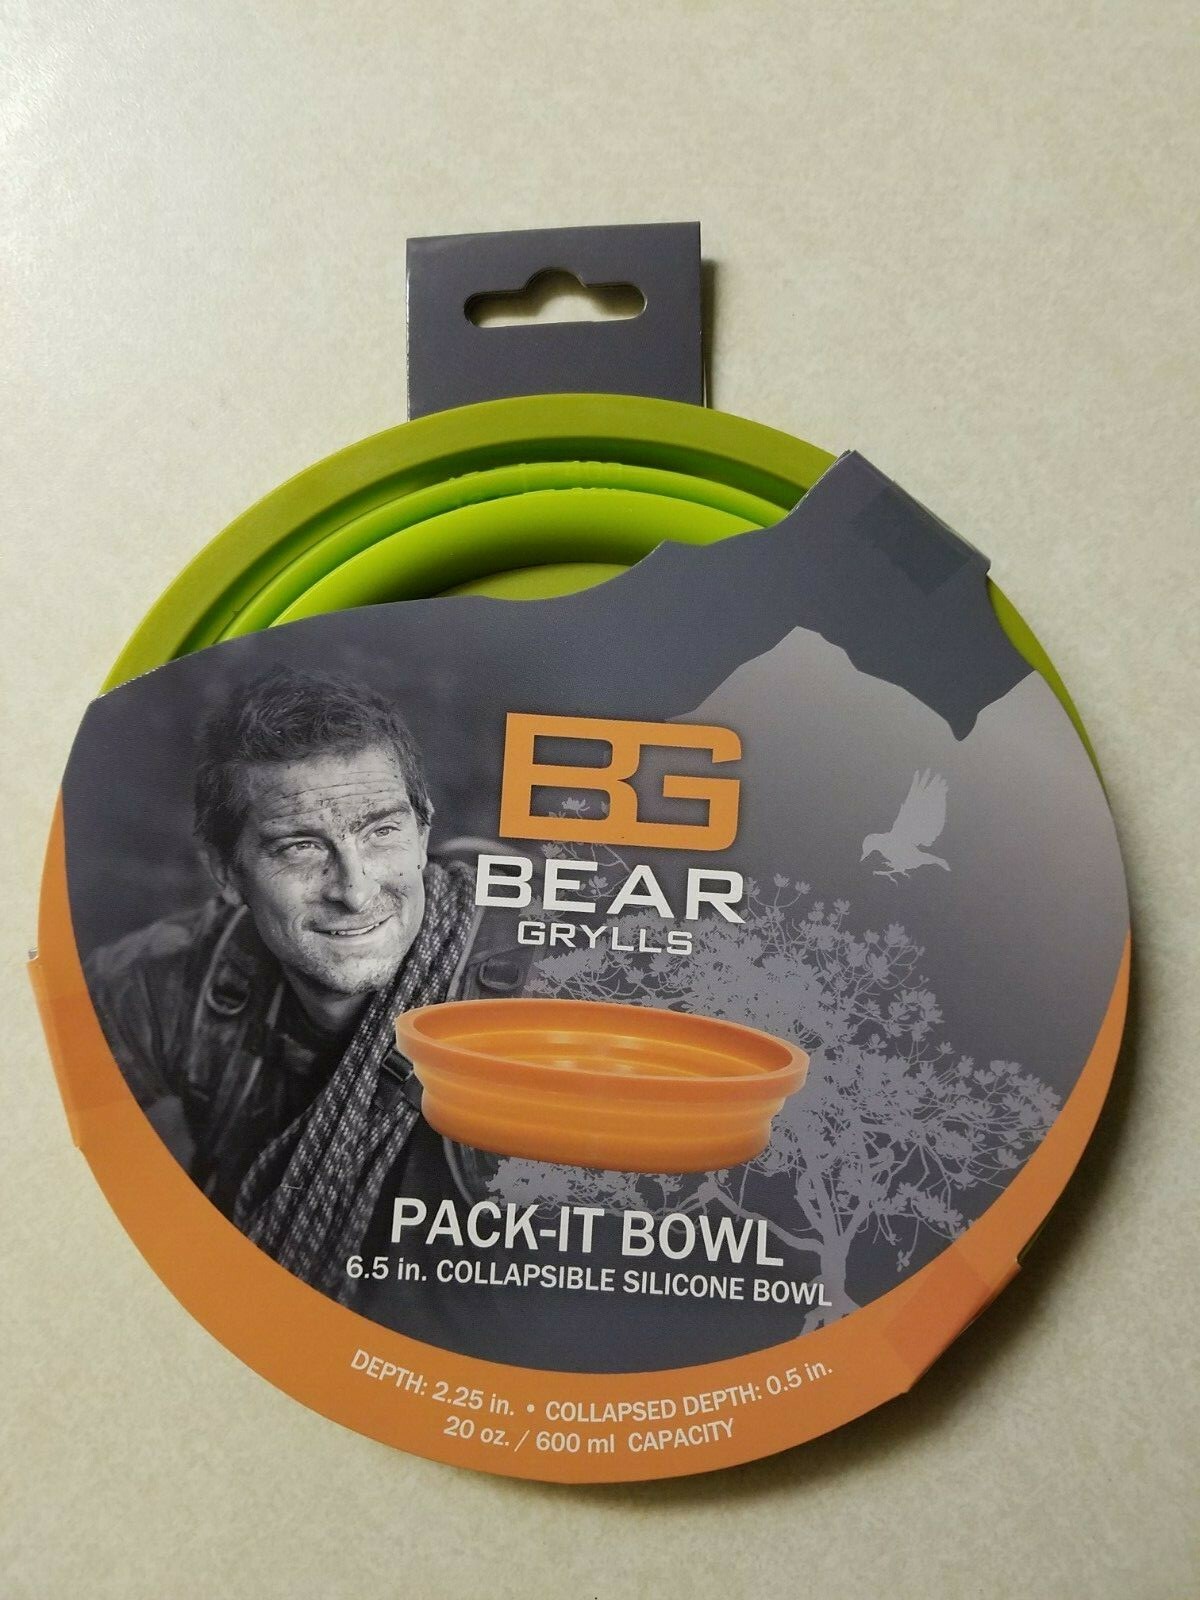 BG
BEAR
GRYLLS
PACK-IT BOWL
6.5 in. COLLAPSIBLE SILICONE BOWL
DEPTH: 2.25 in. • COLLAPSED DEPTH: 0.5 in.
20 oz. / 600 ml CAPACITY